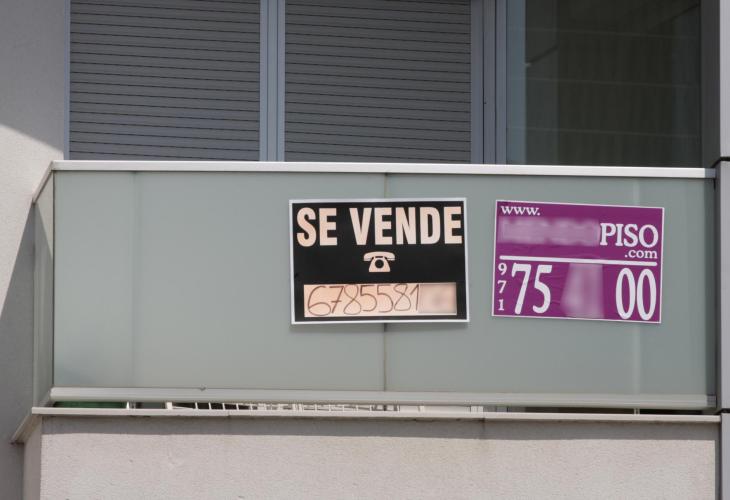 SE VENDE
6785581
www.
PISO
.com
971
75 00